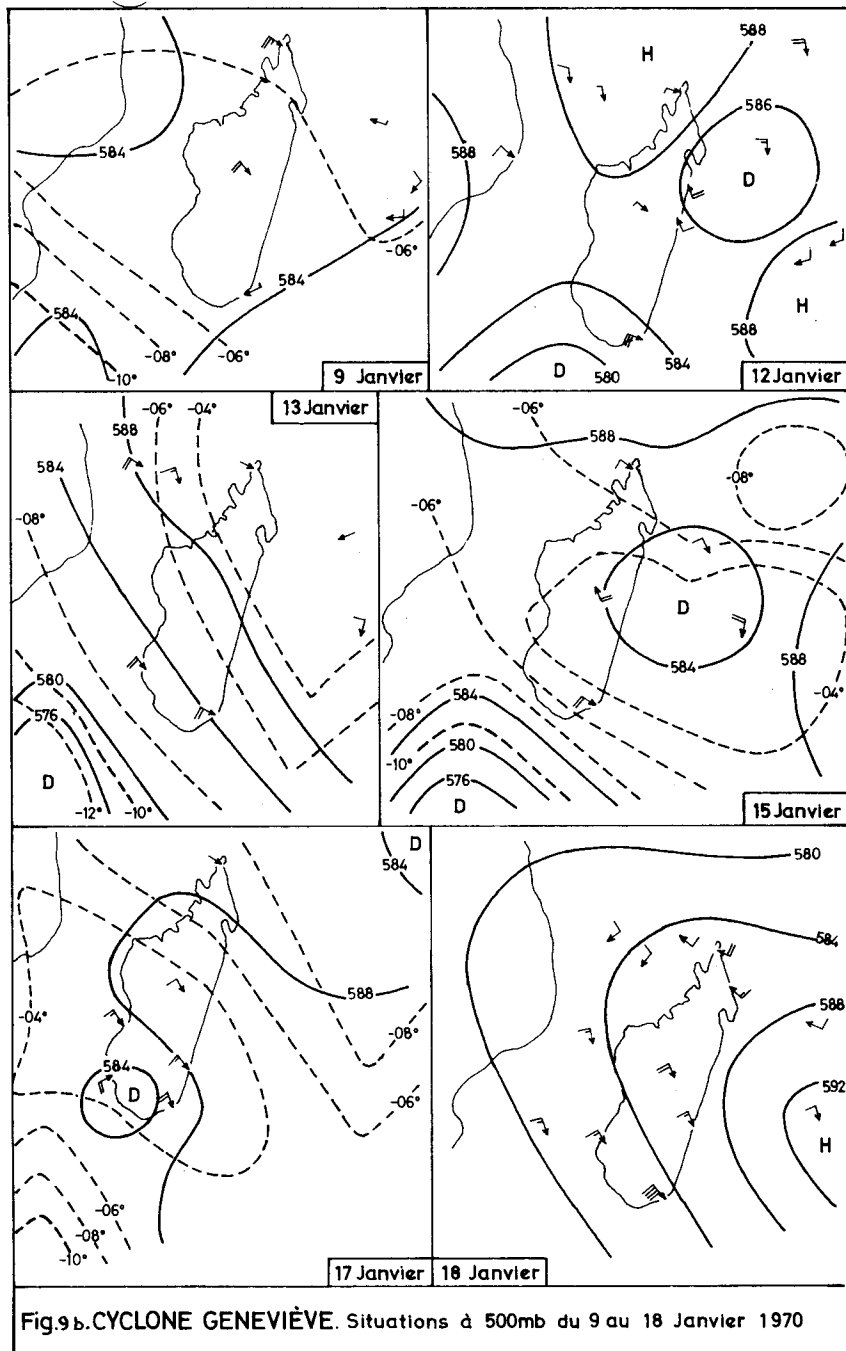 584
584
584
-06°
-08°
-06°
-10°
9 Janvier
588
H
586
D
588
H
588
584
580
D
12 Janvier
13 Janvier
-06°
-04°
588
584
-08°
580
576
D
-12°
-10°
-06°
588
-08°
-06°
D
584
588
-04°
-08°
584
-10°
580
576
D
15 Janvier
D
584
588
-04°
-08°
584
D
-06°
-06°
-08°
-10°
17 Janvier
580
584
588
592
H
18 Janvier
Fig.9 b. CYCLONE GENEVIÈVE. Situations à 500mb du 9 au 18 Janvier 1970